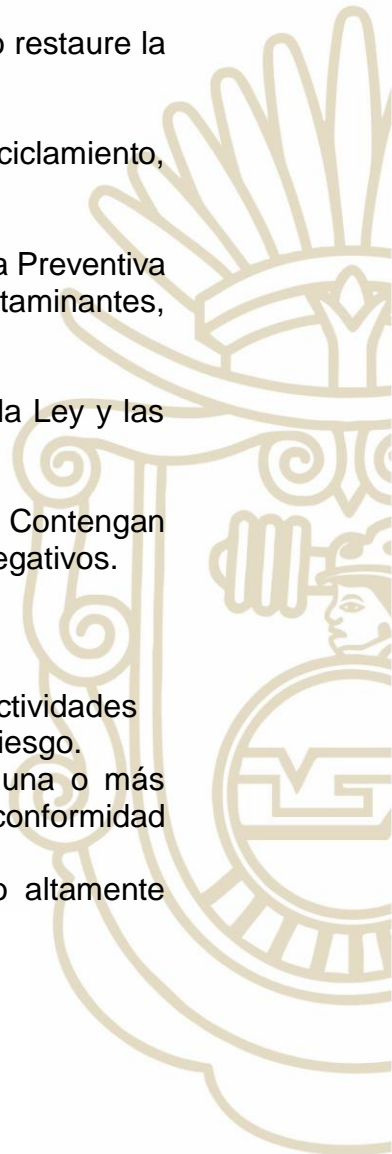 o restaure la
ciclamiento,
a Preventiva
taminantes,
la Ley y las
Contengan
egativos.
ctividades
iesgo.
una o más
conformidad
o altamente